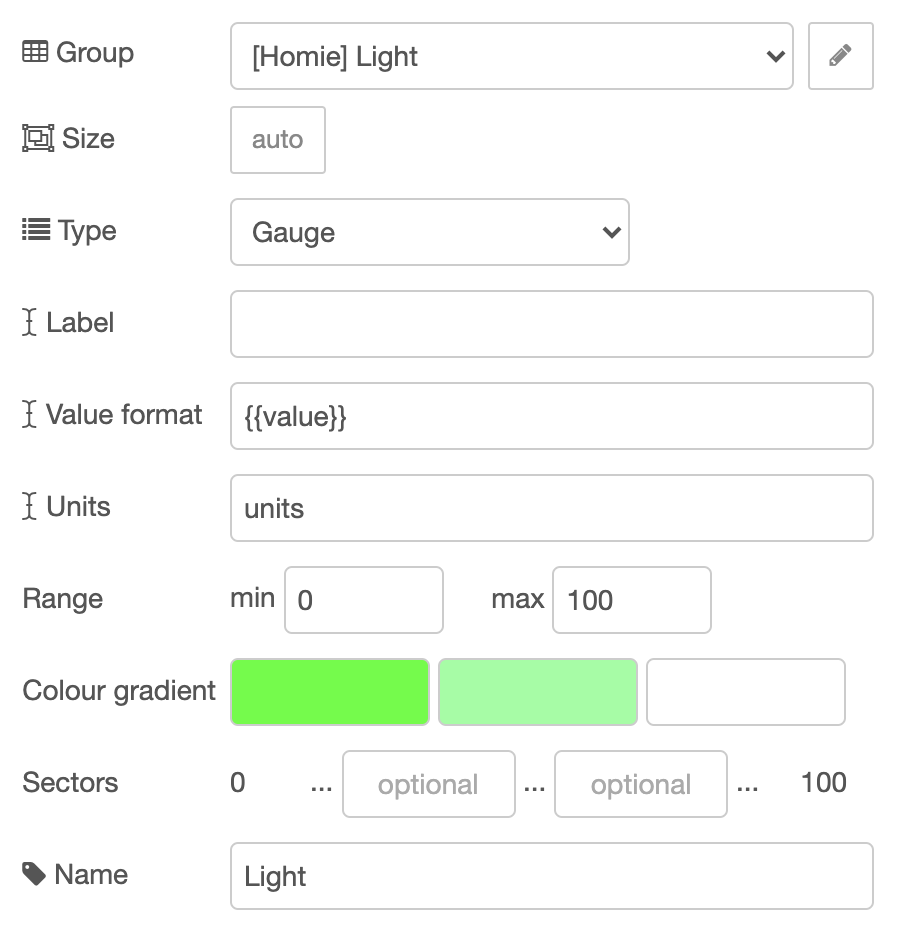 Group [Homie] Light
Size auto
Type Gauge
Label
Value format {{value}}
Units units
Range min 0 max 100
Colour gradient
Sectors 0 ... optional ... optional ... 100
Name Light